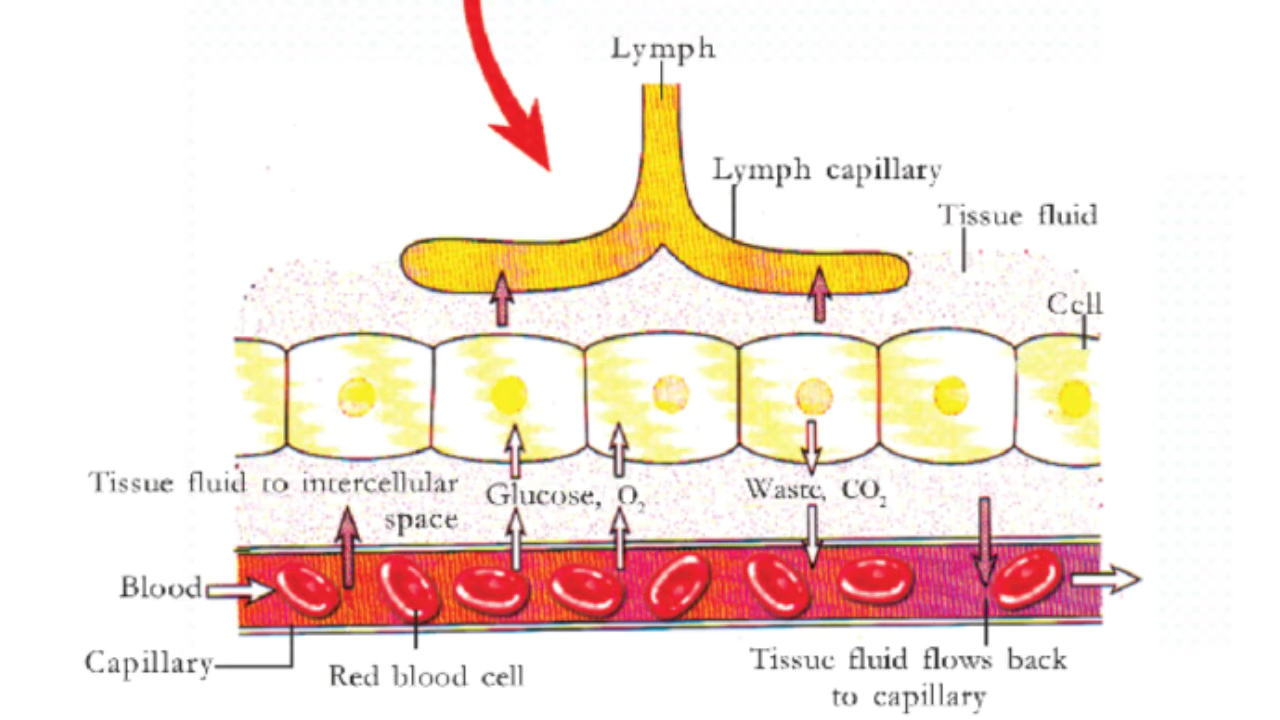 Lymph
Lymph capillary
Tissue fluid
Cell
Tissue fluid to intercellular
space
Glucose, O₂
Waste, CO₂
Blood
Capillary
Red blood cell
Tissue fluid flows back
to capillary